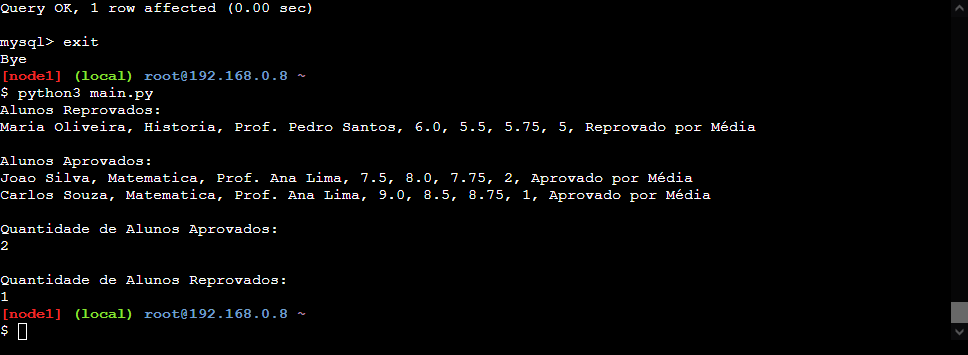 Query OK, 1 row affected (0.00 sec)
mysql> exit
Bye
[node1] (local) root@192.168.0.8 ~
$ python3 main.py
Alunos Reprovados:
Maria Oliveira, Historia, Prof. Pedro Santos, 6.0, 5.5, 5.75, 5, Reprovado por Média
Alunos Aprovados:
Joao Silva, Matematica, Prof. Ana Lima, 7.5, 8.0, 7.75, 2, Aprovado por Média
Carlos Souza, Matematica, Prof. Ana Lima, 9.0, 8.5, 8.75, 1, Aprovado por Média
Quantidade de Alunos Aprovados:
2
Quantidade de Alunos Reprovados:
1
[node1] (local) root@192.168.0.8 ~
$